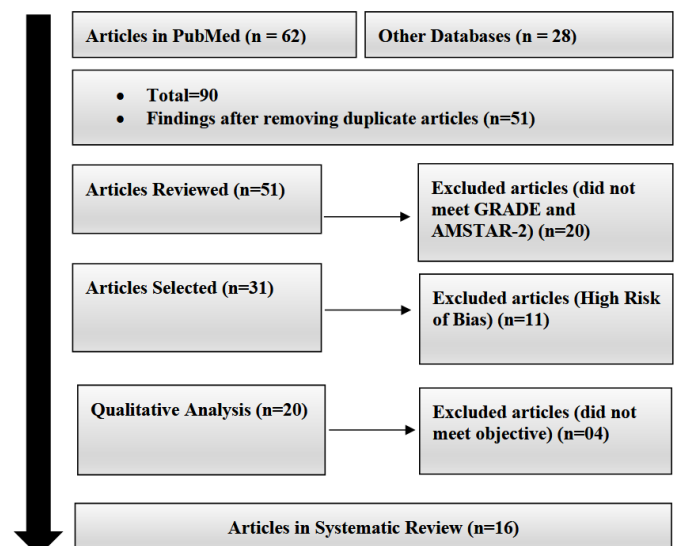 Articles in PubMed (n = 62)
Other Databases (n = 28)
• Total=90
• Findings after removing duplicate articles (n=51)
Articles Reviewed (n=51)
Excluded articles (did
not meet GRADE and
AMSTAR-2) (n=20)
Articles Selected (n=31)
Excluded articles (High Risk
of Bias) (n=11)
Qualitative Analysis (n=20)
Excluded articles (did not
meet objective) (n=04)
Articles in Systematic Review (n=16)